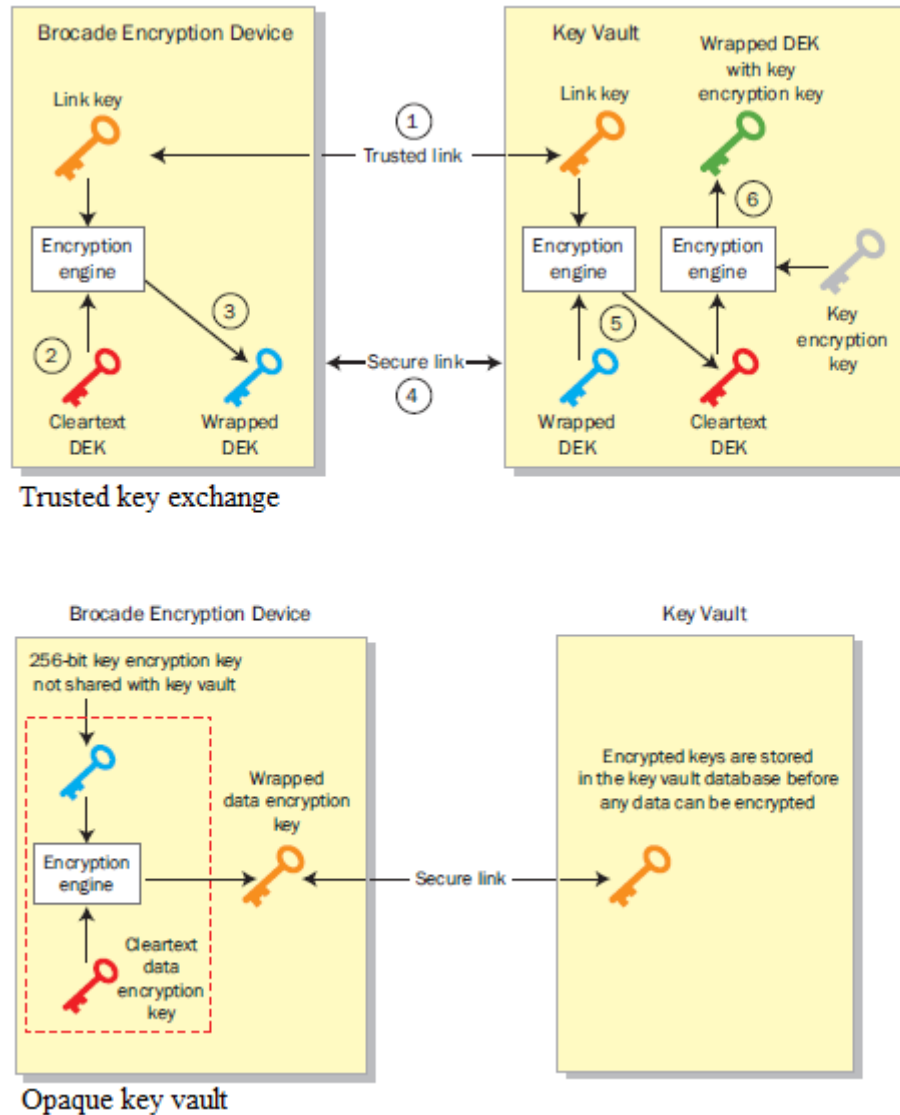 Brocade Encryption Device
Key Vault
Link key
1
Trusted link
Link key
Wrapped DEK
with key
encryption key
Encryption
engine
Encryption
engine
6
Encryption
engine
2
3
5
Key
encryption
key
Cleartext
DEK
Wrapped
DEK
Secure link
4
Wrapped
DEK
Cleartext
DEK
Trusted key exchange
Brocade Encryption Device
Key Vault
256-bit key encryption key
not shared with key vault
Wrapped
data encryption
key
Encryption
engine
Cleartext
data
encryption
key
Secure link
Encrypted keys are stored
in the key vault database before
any data can be encrypted
Opaque key vault